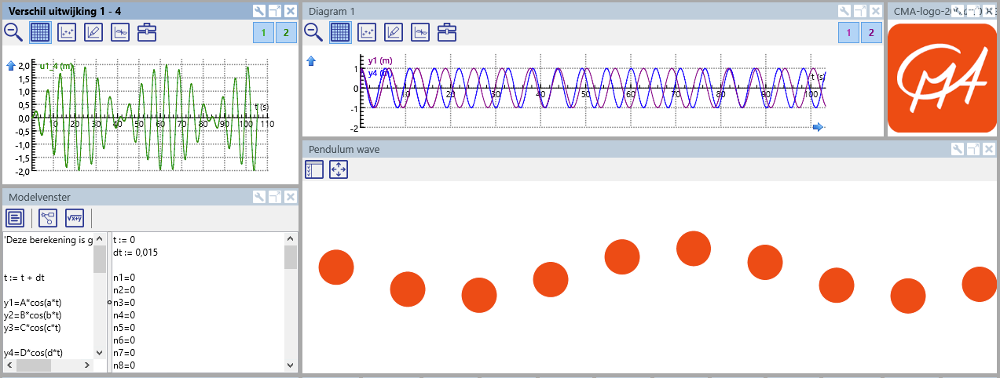 Verschil uitwijking 1 - 4
1
2
u1_4 (m)
2,0
1,5
1,0
0,5
0,0
-0,5
-1,0
-1,5
-2,0
t (s)
10 20 30 40 50 60 70 80 90 100 110
Diagram 1
1
2
y1 (m)
y4 (m)
1
0
-1
-2
t (s)
0 10 20 30 40 50 60 70 80 90 100
CMA-logo-2
CMA
Modelvenster
√x+y
'Deze berekening is g
t := t + dt
y1=A*cos(a*t)
y2=B*cos(b*t)
y3=C*cos(c*t)
y4=D*cos(d*t)
t := 0
dt := 0,015
n1=0
n2=0
n3=0
n4=0
n5=0
n6=0
n7=0
n8=0
Pendulum wave